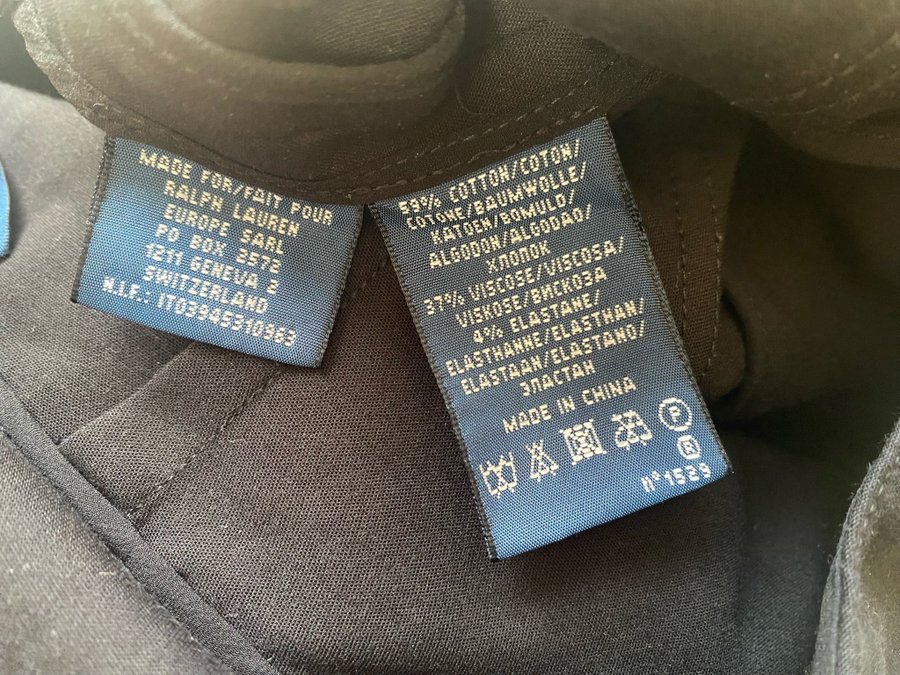 MADE FOR/FAIT POUR
RALPH LAUREN
EUROPE SARL
PO BOX 2572
1211 GENEVA 2
SWITZERLAND
N.I.F.: IT03945310963
59% COTTON/COTON/
COTONE/BAUMWOLLE/
KATOEN/BOMULD/
ALGODON/ALGODAO/
ХЛОПОК
37% VISCOSE/VISCOSA/
VISKOSE/ВИСКОЗА
4% ELASTANE/
ELASTHANNE/ELASTHAN/
ELASTAAN/ELASTANO/
ЭЛАСТАН
MADE IN CHINA
F
R
n° 1529